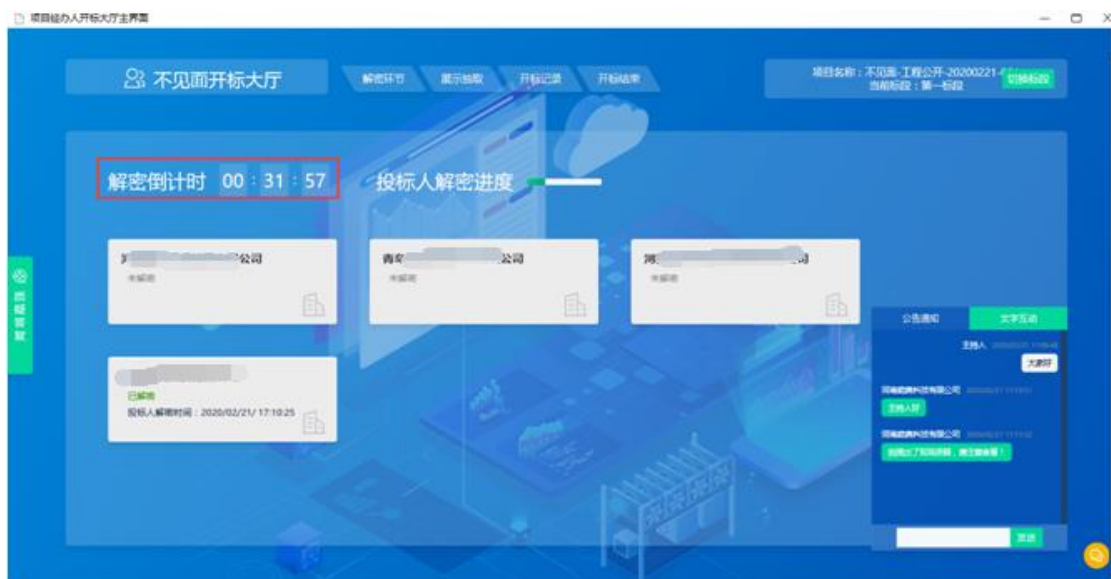 项目经办人开标大厅主界面
不见面开标大厅
解密环节
展示抽取
开标记录
开标结束
项目名称:不见面-工程公开-20200221-
切换标段
当前标段:第一标段
解密倒计时 00 : 31 : 57
投标人解密进度
公司
未解密
青岛 公司
未解密
司
未解密
已解密
投标人解密时间:2020/02/21/ 17:10:25
公告通知
文字互动
主持人
大家好
主持人好
发送